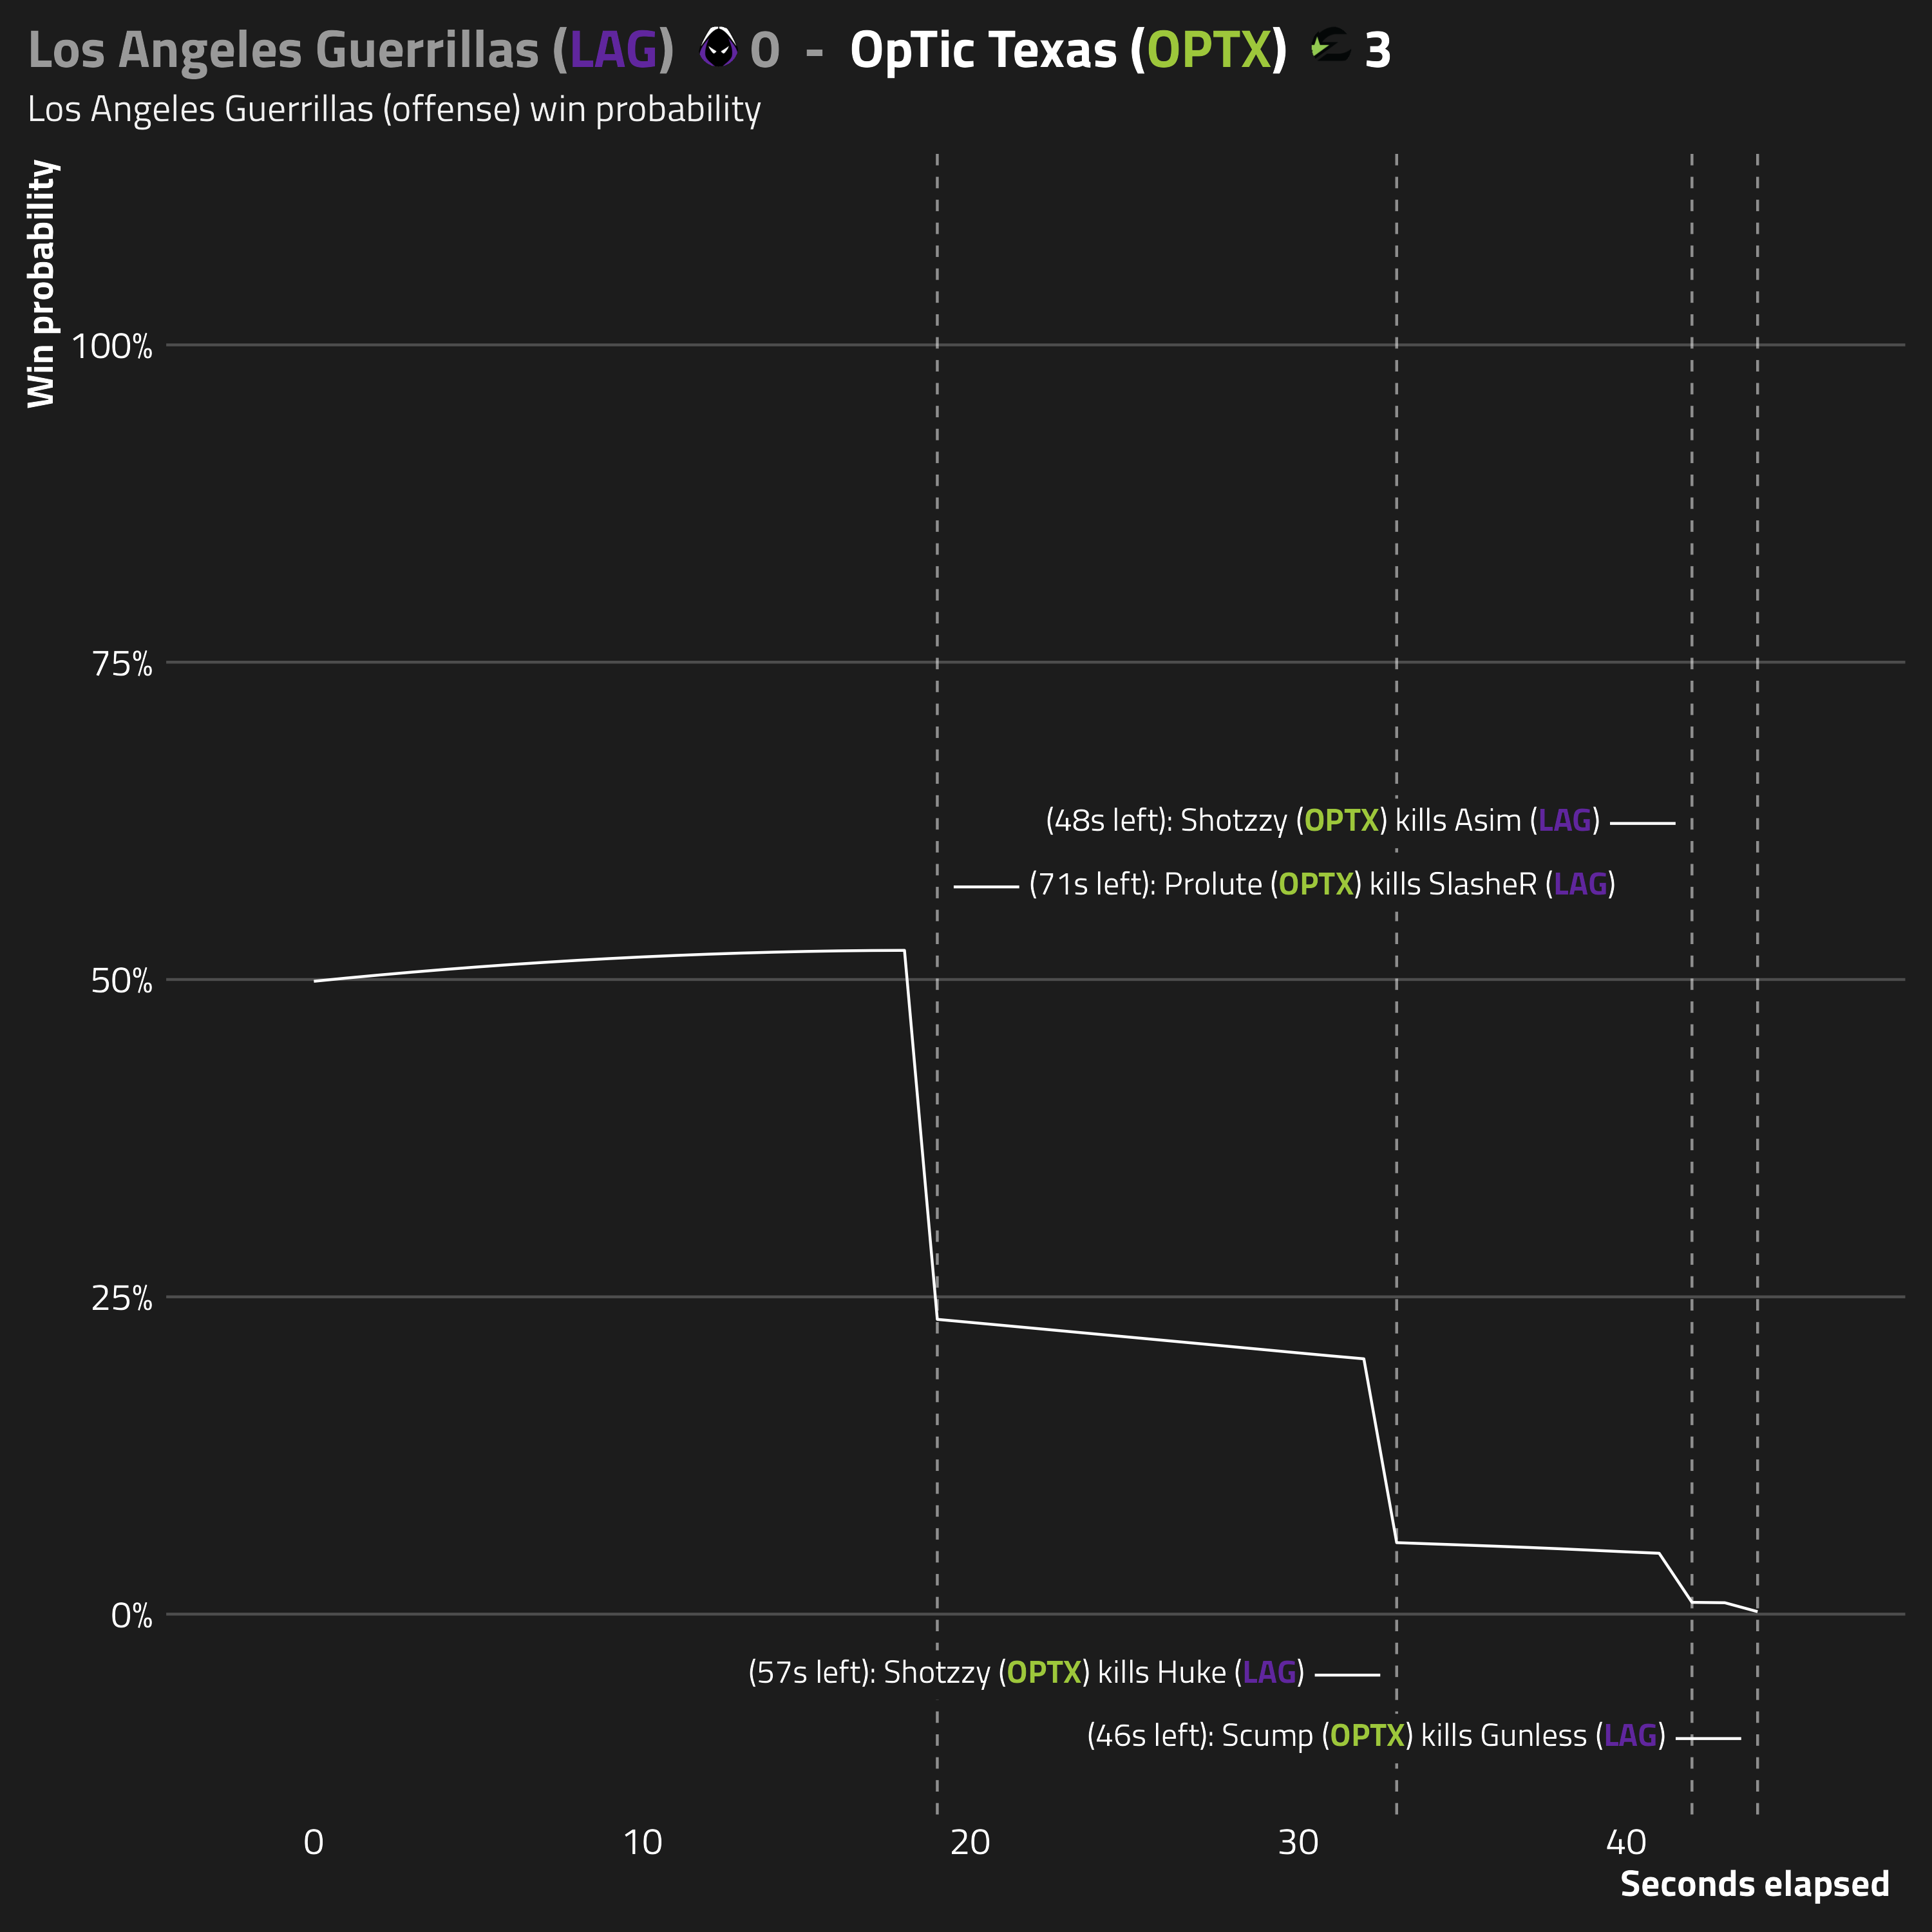 Los Angeles Guerrillas (LAG) 0 - OpTic Texas (OPTX) 3
Los Angeles Guerrillas (offense) win probability
Win probability
100%
75%
(48s left): Shotzzy (OPTX) kills Asim (LAG)
(71s left): Prolute (OPTX) kills SlasheR (LAG)
50%
25%
0%
(57s left): Shotzzy (OPTX) kills Huke (LAG)
(46s left): Scump (OPTX) kills Gunless (LAG)
0 10 20 30 40
Seconds elapsed